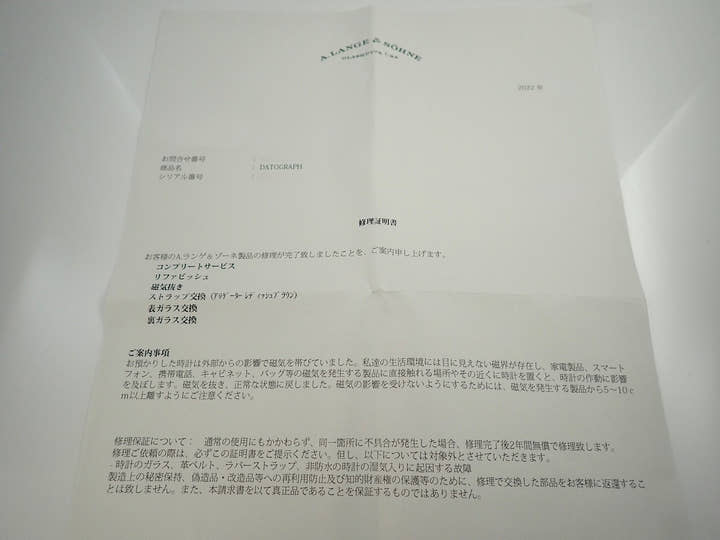 A. LANGE & SÖHNE
GLASHÜTTE I/SA
2022 年
お問合せ番号 :
商品名 : DATOGRAPH
シリアル番号 :
修理証明書
お客様のA.ランゲ&ゾーネ製品の修理が完了致しましたことを、ご案内申し上げます。
コンプリートサービス
リファビッシュ
磁気抜き
ストラップ交換 (ｱﾘｹﾞｰﾀｰ ﾚﾃﾞｨｯｼｭﾌﾞﾗｳﾝ)
表ガラス交換
裏ガラス交換
ご案内事項
お預かりした時計は外部からの影響で磁気を帯びていました。私達の生活環境には目に見えない磁界が存在し、家電製品、スマート
フォン、携帯電話、キャビネット、バッグ等の磁気を発生する製品に直接触れる場所やその近くに時計を置くと、時計の作動に影響
を及ぼします。磁気を抜き、正常な状態に戻しました。磁気の影響を受けないようにするためには、磁気を発生する製品から5～10c
m以上離すようにご注意ください。
修理保証について： 通常の使用にもかかわらず、同一箇所に不具合が発生した場合、修理完了後2年間無償で修理致します。
修理ご依頼の際は、必ずこの証明書をご提示ください。但し、以下については対象外とさせていただきます。
- 時計のガラス、革ベルト、ラバーストラップ、非防水の時計の湿気入りに起因する故障
製造上の秘密保持、偽造品・改造品等への再利用防止及び知的財産権の保護等のために、修理で交換した部品をお客様に返還するこ
とは致しません。また、本請求書を以て真正品であることを保証するものではありません。